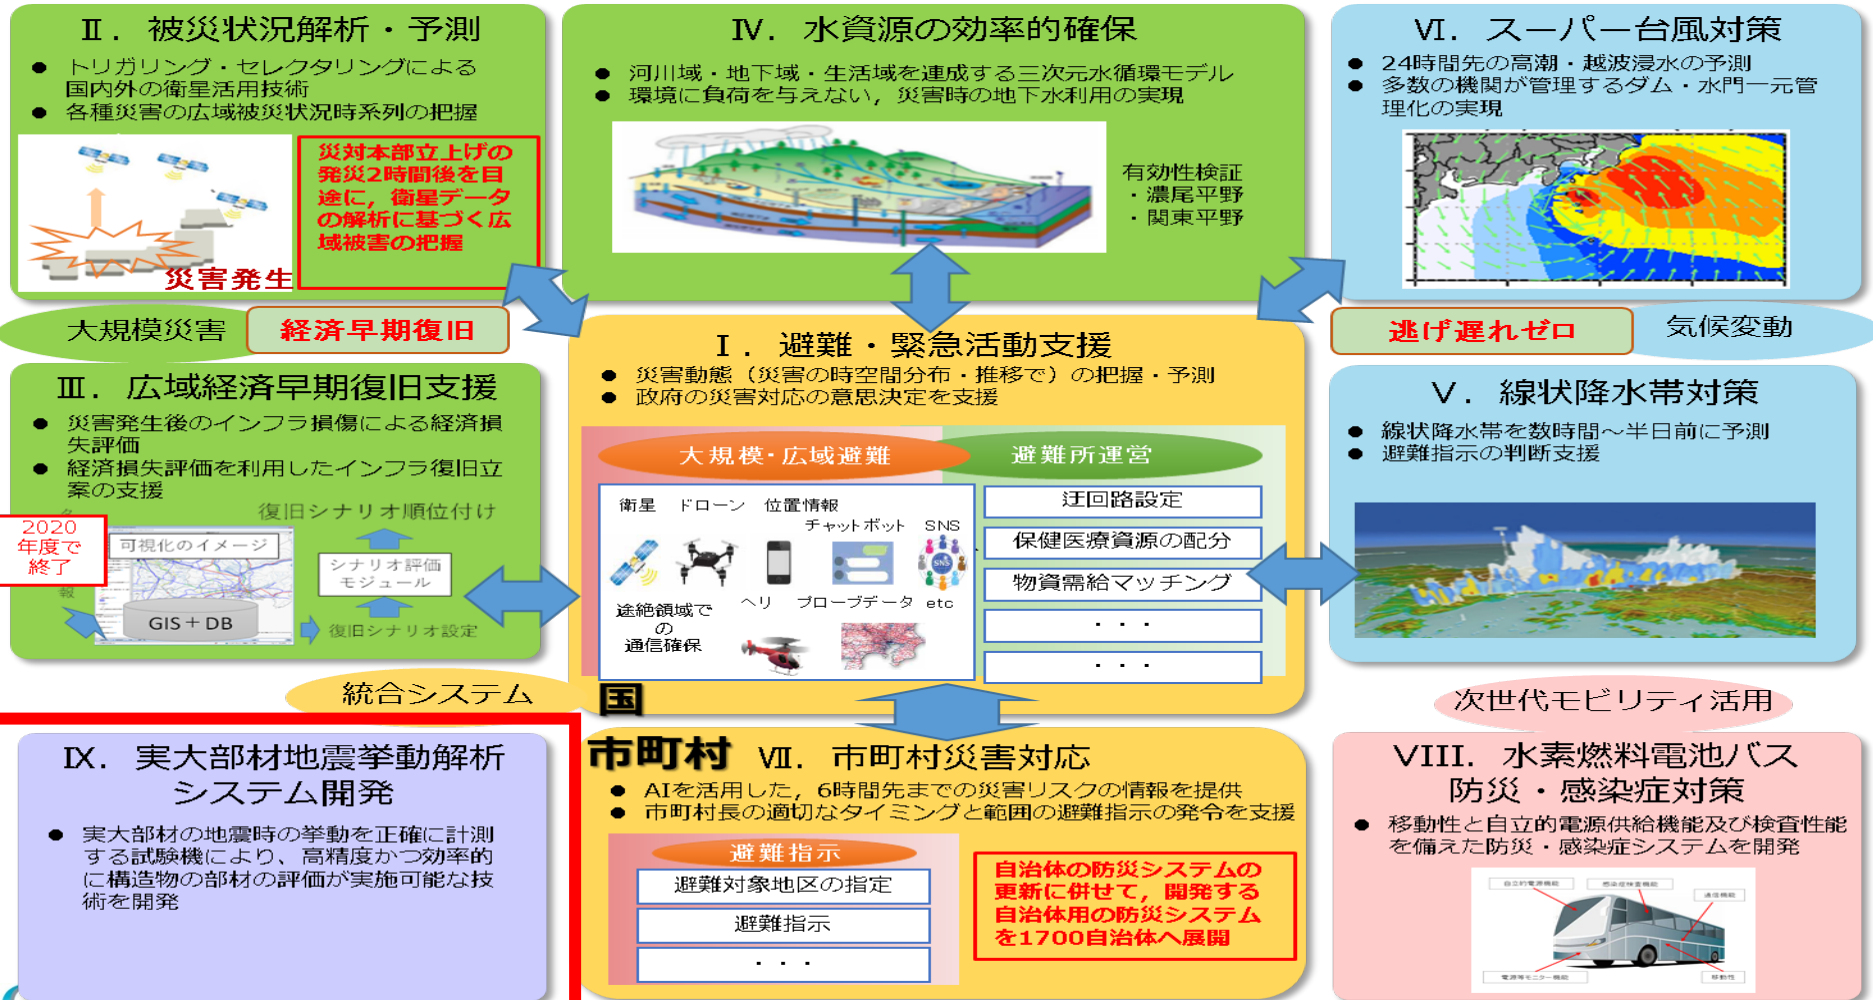 Ⅱ．被災状況解析・予測
● トリガリング・セレクタリングによる
国内外の衛星活用技術
● 各種災害の広域被災状況時系列の把握
災対本部立上げの
発災2時間後を目
途に，衛星データ
の解析に基づく広
域被害の把握
災害発生
Ⅳ．水資源の効率的確保
● 河川域・地下域・生活域を連成する三次元水循環モデル
● 環境に負荷を与えない，災害時の地下水利用の実現
有効性検証
・濃尾平野
・関東平野
Ⅵ．スーパー台風対策
● 24時間先の高潮・越波浸水の予測
● 多数の機関が管理するダム・水門一元管
理化の実現
大規模災害
経済早期復旧
逃げ遅れゼロ
気候変動
Ⅲ．広域経済早期復旧支援
● 災害発生後のインフラ損傷による経済損
失評価
● 経済損失評価を利用したインフラ復旧立
案の支援
復旧シナリオ順位付け
2020
年度で
終了
可視化のイメージ
シナリオ評価
モジュール
報
GIS＋DB
復旧シナリオ設定
Ⅰ．避難・緊急活動支援
● 災害動態（災害の時空間分布・推移で）の把握・予測
● 政府の災害対応の意思決定を支援
大規模・広域避難
避難所運営
衛星
ドローン
位置情報
チャットボット
SNS
SNS
途絶領域で
の
通信確保
ヘリ
プローブデータ
etc
迂回路設定
保健医療資源の配分
物資需給マッチング
・・・
・・・
国
Ⅴ．線状降水帯対策
● 線状降水帯を数時間～半日前に予測
● 避難指示の判断支援
統合システム
次世代モビリティ活用
Ⅸ．実大部材地震挙動解析
システム開発
● 実大部材の地震時の挙動を正確に計測
する試験機により、高精度かつ効率的
に構造物の部材の評価が実施可能な技
術を開発
市町村 Ⅶ．市町村災害対応
● AIを活用した，6時間先までの災害リスクの情報を提供
● 市町村長の適切なタイミングと範囲の避難指示の発令を支援
避難指示
避難対象地区の指定
避難指示
・・・
自治体の防災システムの
更新に併せて，開発する
自治体用の防災システム
を1700自治体へ展開
VIII．水素燃料電池バス
防災・感染症対策
● 移動性と自立的電源供給機能及び検査性能
を備えた防災・感染症システムを開発
自立的電源機能
感染症検査機能
通信機能
電源等モニター機能
移動性